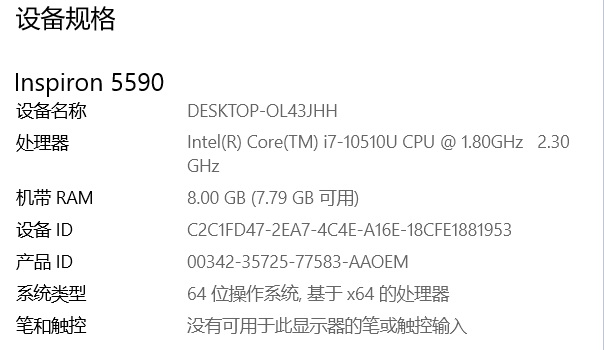 设备规格
Inspiron 5590
设备名称 DESKTOP-OL43JHH
处理器 Intel(R) Core(TM) i7-10510U CPU @ 1.80GHz 2.30
GHz
机带 RAM 8.00 GB (7.79 GB 可用)
设备 ID C2C1FD47-2EA7-4C4E-A16E-18CFE1881953
产品 ID 00342-35725-77583-AAOEM
系统类型 64 位操作系统, 基于 x64 的处理器
笔和触控 没有可用于此显示器的笔或触控输入